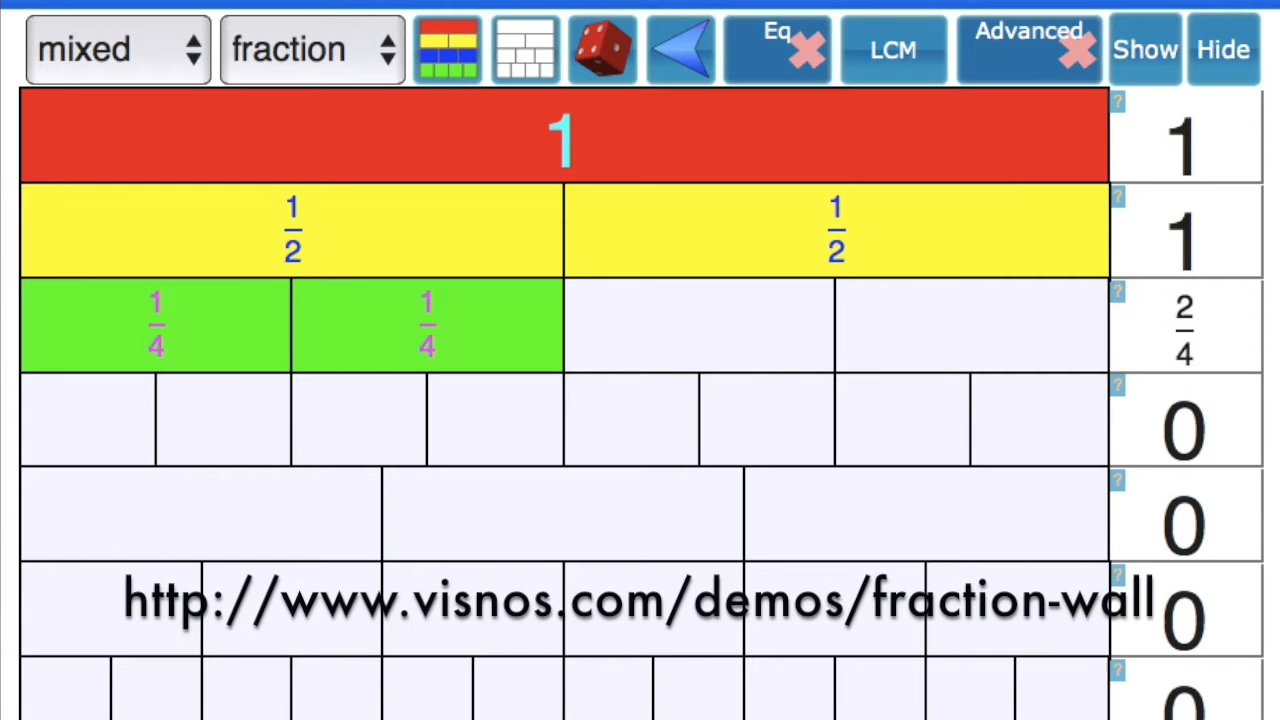 mixed fraction Eq LCM Advanced Show Hide
1 ? 1
1/2 1/2 ? 1
1/4 1/4 ? 2/4
? 0
? 0
http://www.visnos.com/demos/fraction-wall ? 0
? 0